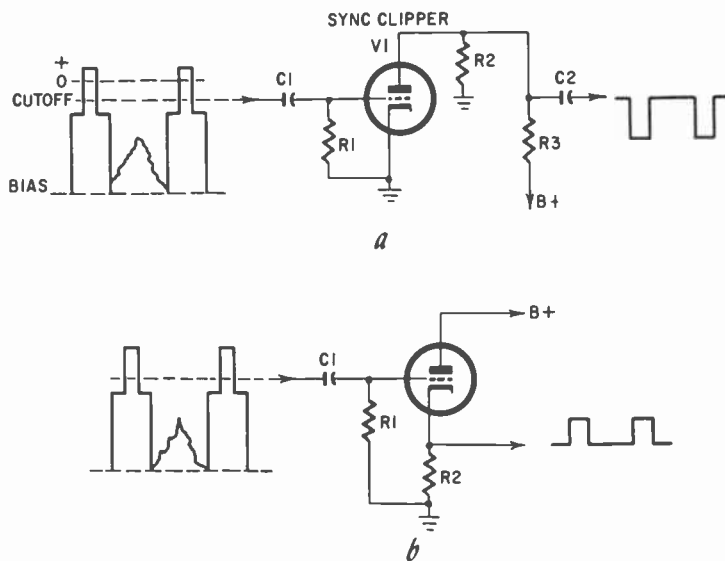 SYNC CLIPPER
V1
+
0
CUTOFF
BIAS
C1
R1
R2
C2
R3
B+
a
B+
C1
R1
R2
b